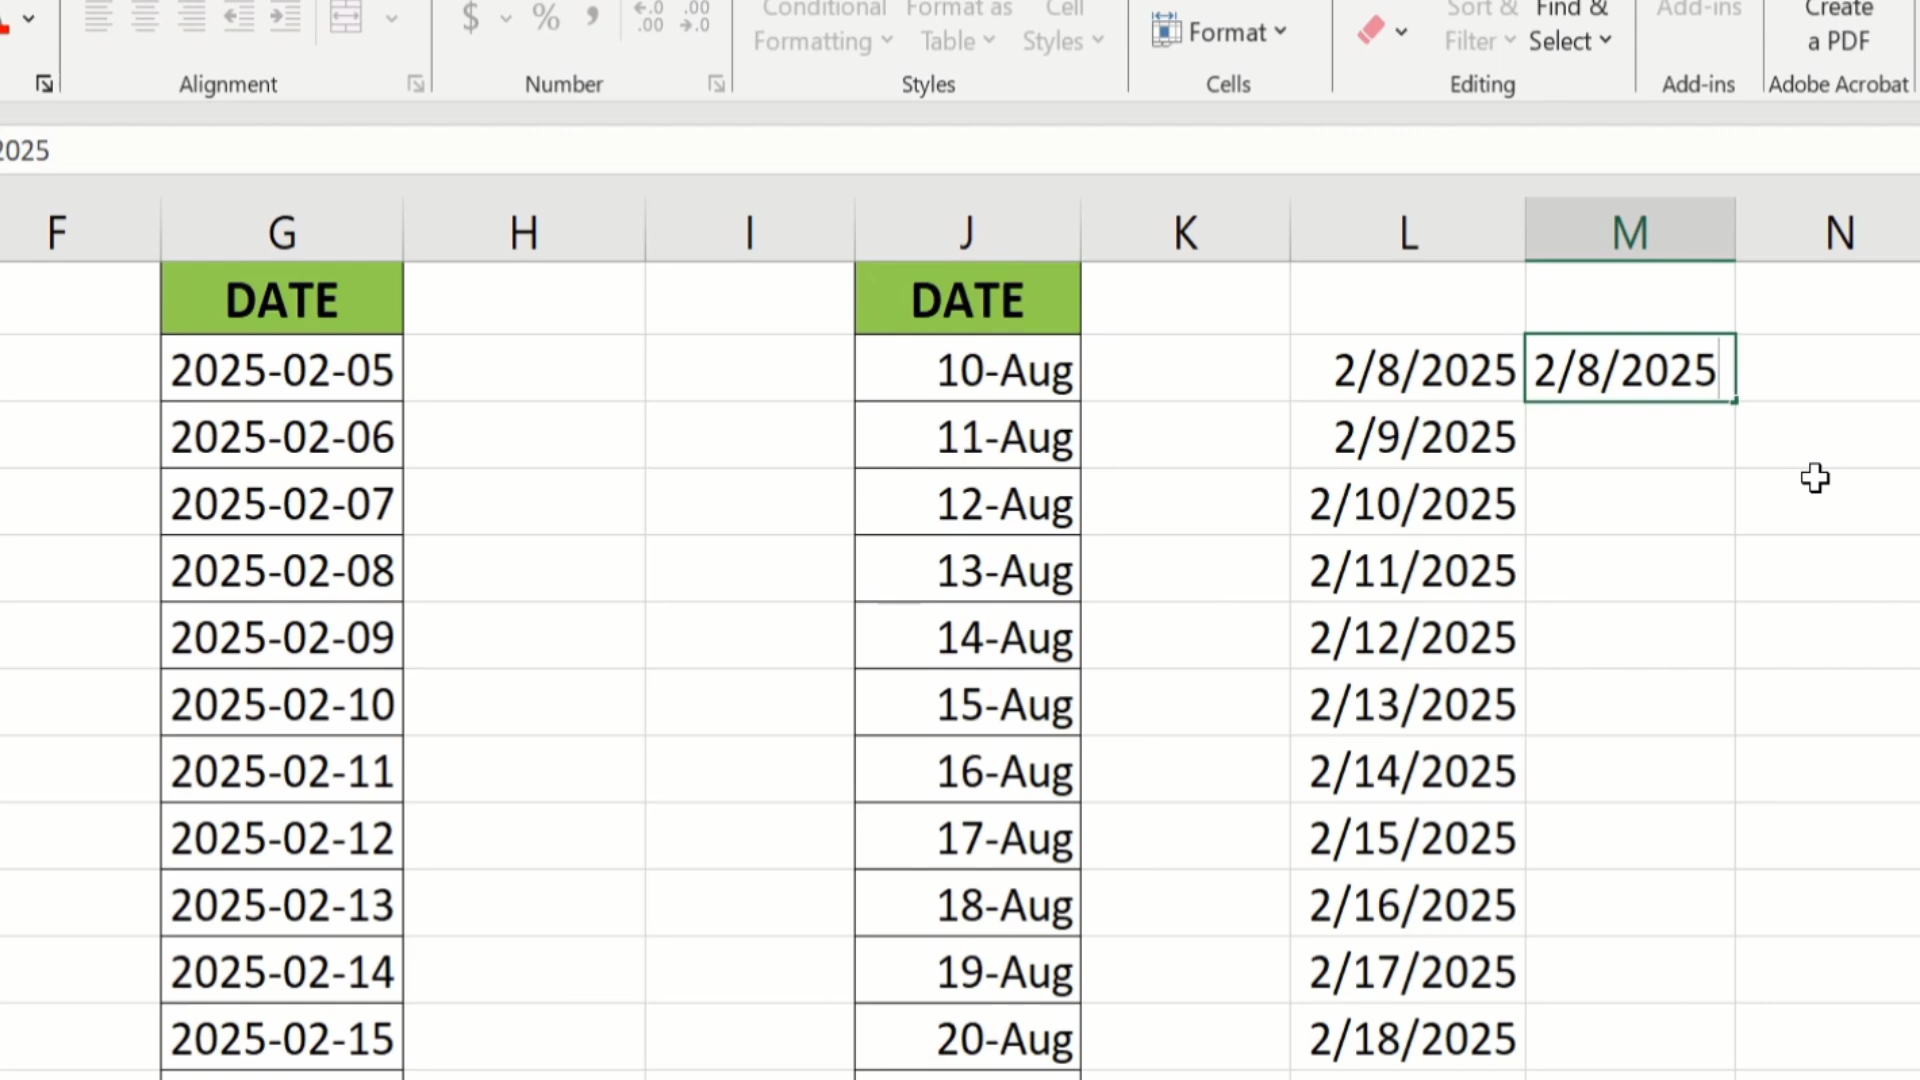 $ % , .00 .00
Conditional Formatting Format as Table Cell Styles
Format
Sort & Filter Find & Select
Add-ins
Create a PDF
Alignment Number Styles Cells Editing Add-ins Adobe Acrobat
2025
F G H I J K L M N
DATE DATE
2025-02-05 10-Aug 2/8/2025 2/8/2025
2025-02-06 11-Aug 2/9/2025
2025-02-07 12-Aug 2/10/2025
2025-02-08 13-Aug 2/11/2025
2025-02-09 14-Aug 2/12/2025
2025-02-10 15-Aug 2/13/2025
2025-02-11 16-Aug 2/14/2025
2025-02-12 17-Aug 2/15/2025
2025-02-13 18-Aug 2/16/2025
2025-02-14 19-Aug 2/17/2025
2025-02-15 20-Aug 2/18/2025